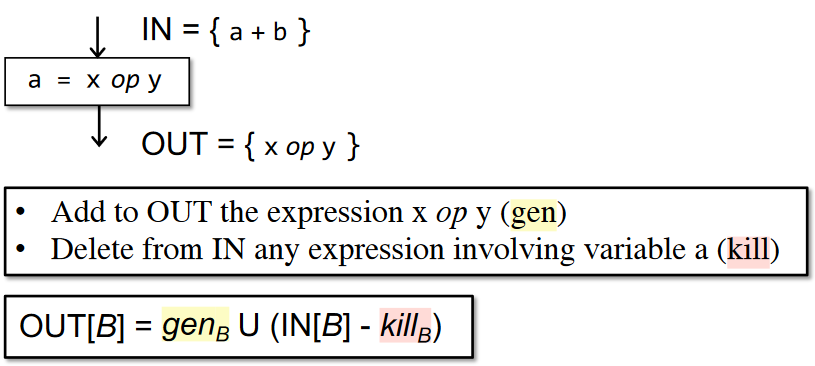 IN = { a + b }
a = x op y
OUT = { x op y }
• Add to OUT the expression x op y (gen)
• Delete from IN any expression involving variable a (kill)
OUT[B] = gen_B U (IN[B] - kill_B)